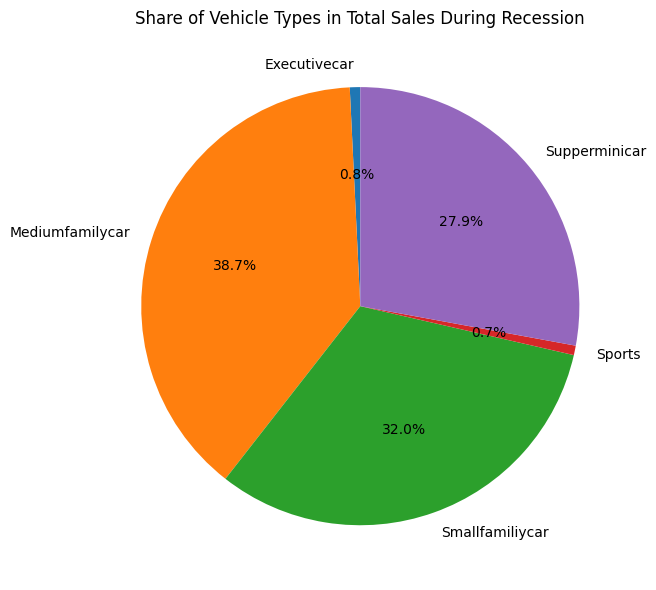 Share of Vehicle Types in Total Sales During Recession
Executivecar
0.8%
Supperminicar
27.9%
Mediumfamilycar
38.7%
0.7%
Sports
32.0%
Smallfamiliycar